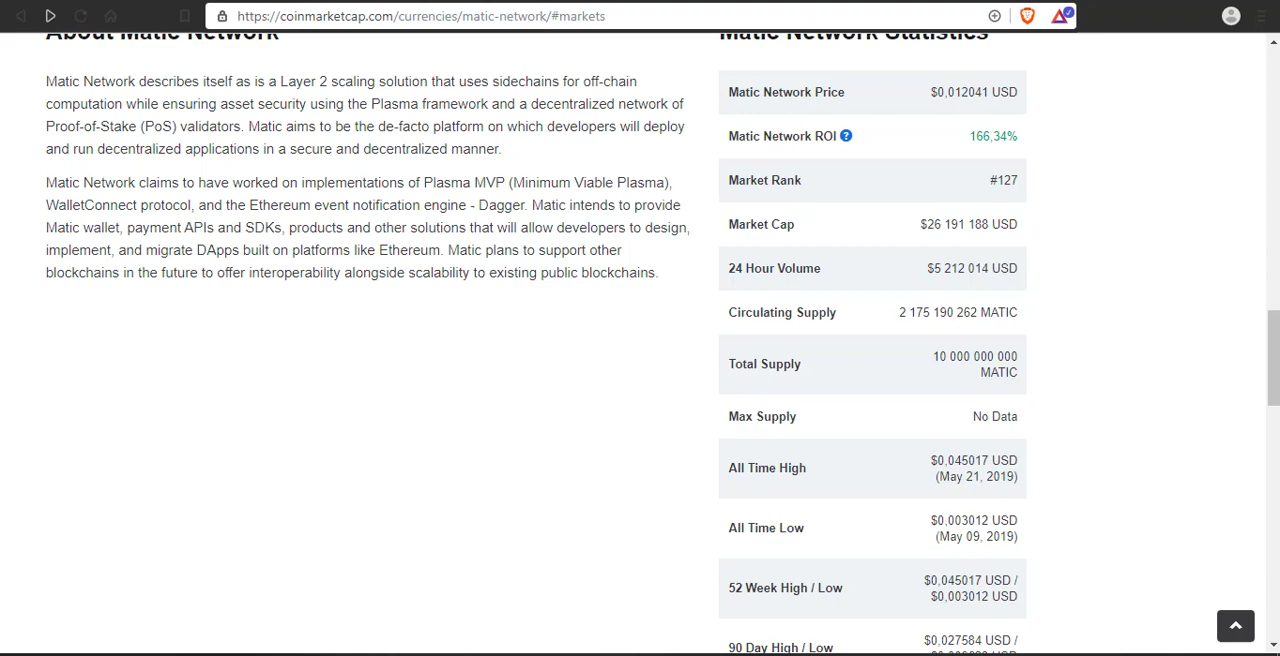 https://coinmarketcap.com/currencies/matic-network/#markets
About Matic Network
Matic Network describes itself as is a Layer 2 scaling solution that uses sidechains for off-chain
computation while ensuring asset security using the Plasma framework and a decentralized network of
Proof-of-Stake (PoS) validators. Matic aims to be the de-facto platform on which developers will deploy
and run decentralized applications in a secure and decentralized manner.
Matic Network claims to have worked on implementations of Plasma MVP (Minimum Viable Plasma),
WalletConnect protocol, and the Ethereum event notification engine - Dagger. Matic intends to provide
Matic wallet, payment APIs and SDKs, products and other solutions that will allow developers to design,
implement, and migrate DApps built on platforms like Ethereum. Matic plans to support other
blockchains in the future to offer interoperability alongside scalability to existing public blockchains.
Matic Network Statistics
Matic Network Price $0,012041 USD
Matic Network ROI ? 166,34%
Market Rank #127
Market Cap $26 191 188 USD
24 Hour Volume $5 212 014 USD
Circulating Supply 2 175 190 262 MATIC
Total Supply 10 000 000 000
MATIC
Max Supply No Data
All Time High $0,045017 USD
(May 21, 2019)
All Time Low $0,003012 USD
(May 09, 2019)
52 Week High / Low $0,045017 USD /
$0,003012 USD
90 Day High / Low $0,027584 USD /